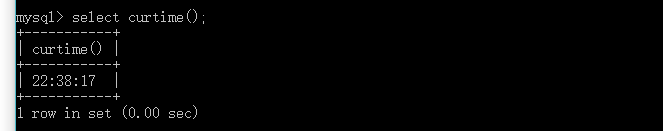 mysql> select curtime();
+-----------+
| curtime() |
+-----------+
| 22:38:17  |
+-----------+
1 row in set (0.00 sec)